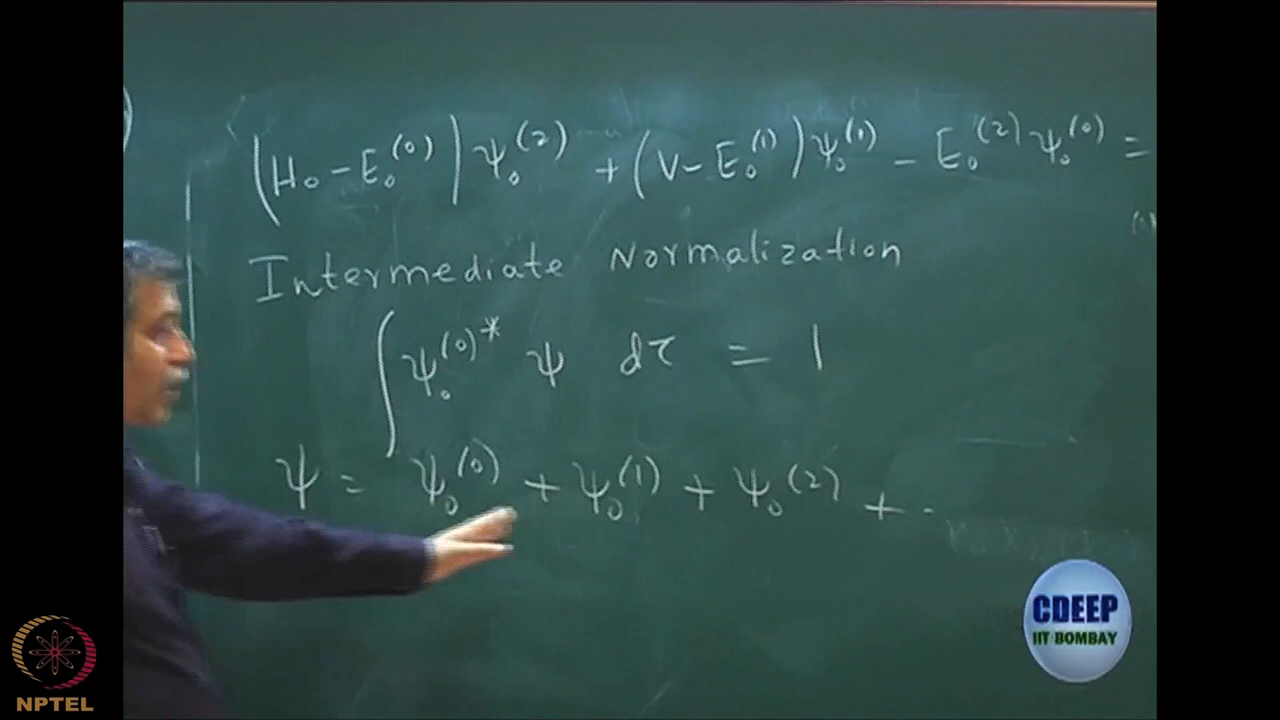 (H₀ - E₀⁽⁰⁾) ψ₀⁽²⁾ + (V - E₀⁽¹⁾) ψ₀⁽¹⁾ - E₀⁽²⁾ ψ₀⁽⁰⁾ =
Intermediate Normalization
∫ ψ₀⁽⁰⁾* ψ dτ = 1
ψ = ψ₀⁽⁰⁾ + ψ₀⁽¹⁾ + ψ₀⁽²⁾ + -
CDEEP
IIT BOMBAY
NPTEL